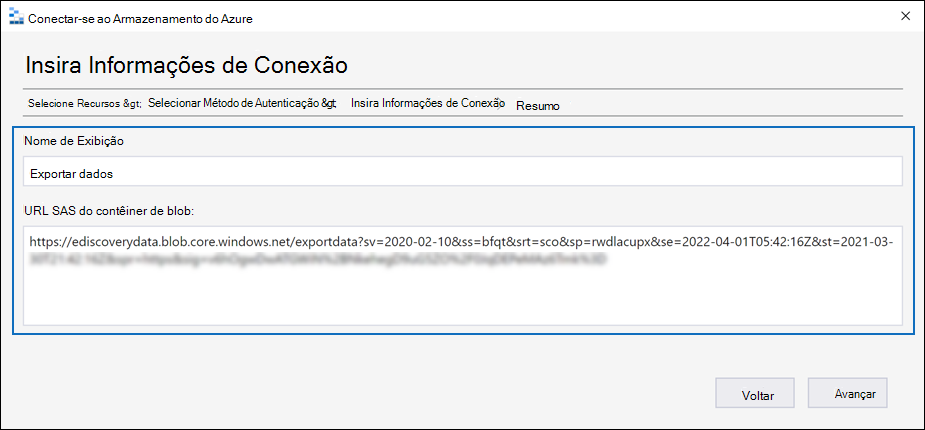 Conectar-se ao Armazenamento do Azure
Insira Informações de Conexão
Selecione Recursos &gt; Selecionar Método de Autenticação &gt; Insira Informações de Conexão Resumo
Nome de Exibição
Exportar dados
URL SAS do contêiner de blob:
https://ediscoverydata.blob.core.windows.net/exportdata?sv=2020-02-10&ss=bfqt&srt=sco&sp=rwdlacupx&se=2022-04-01T05:42:16Z&st=2021-03-
Voltar Avançar